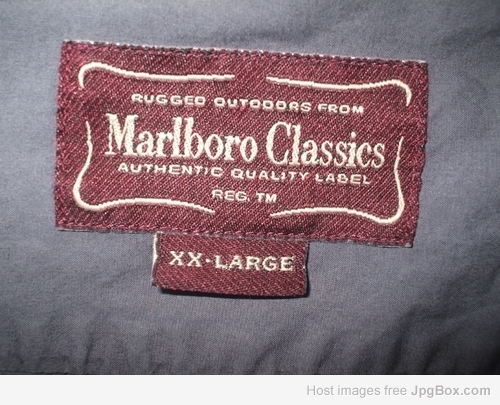 RUGGED OUTDOORS FROM
Marlboro Classics
AUTHENTIC QUALITY LABEL
REG. TM
XX-LARGE
Host images free JpgBox.com